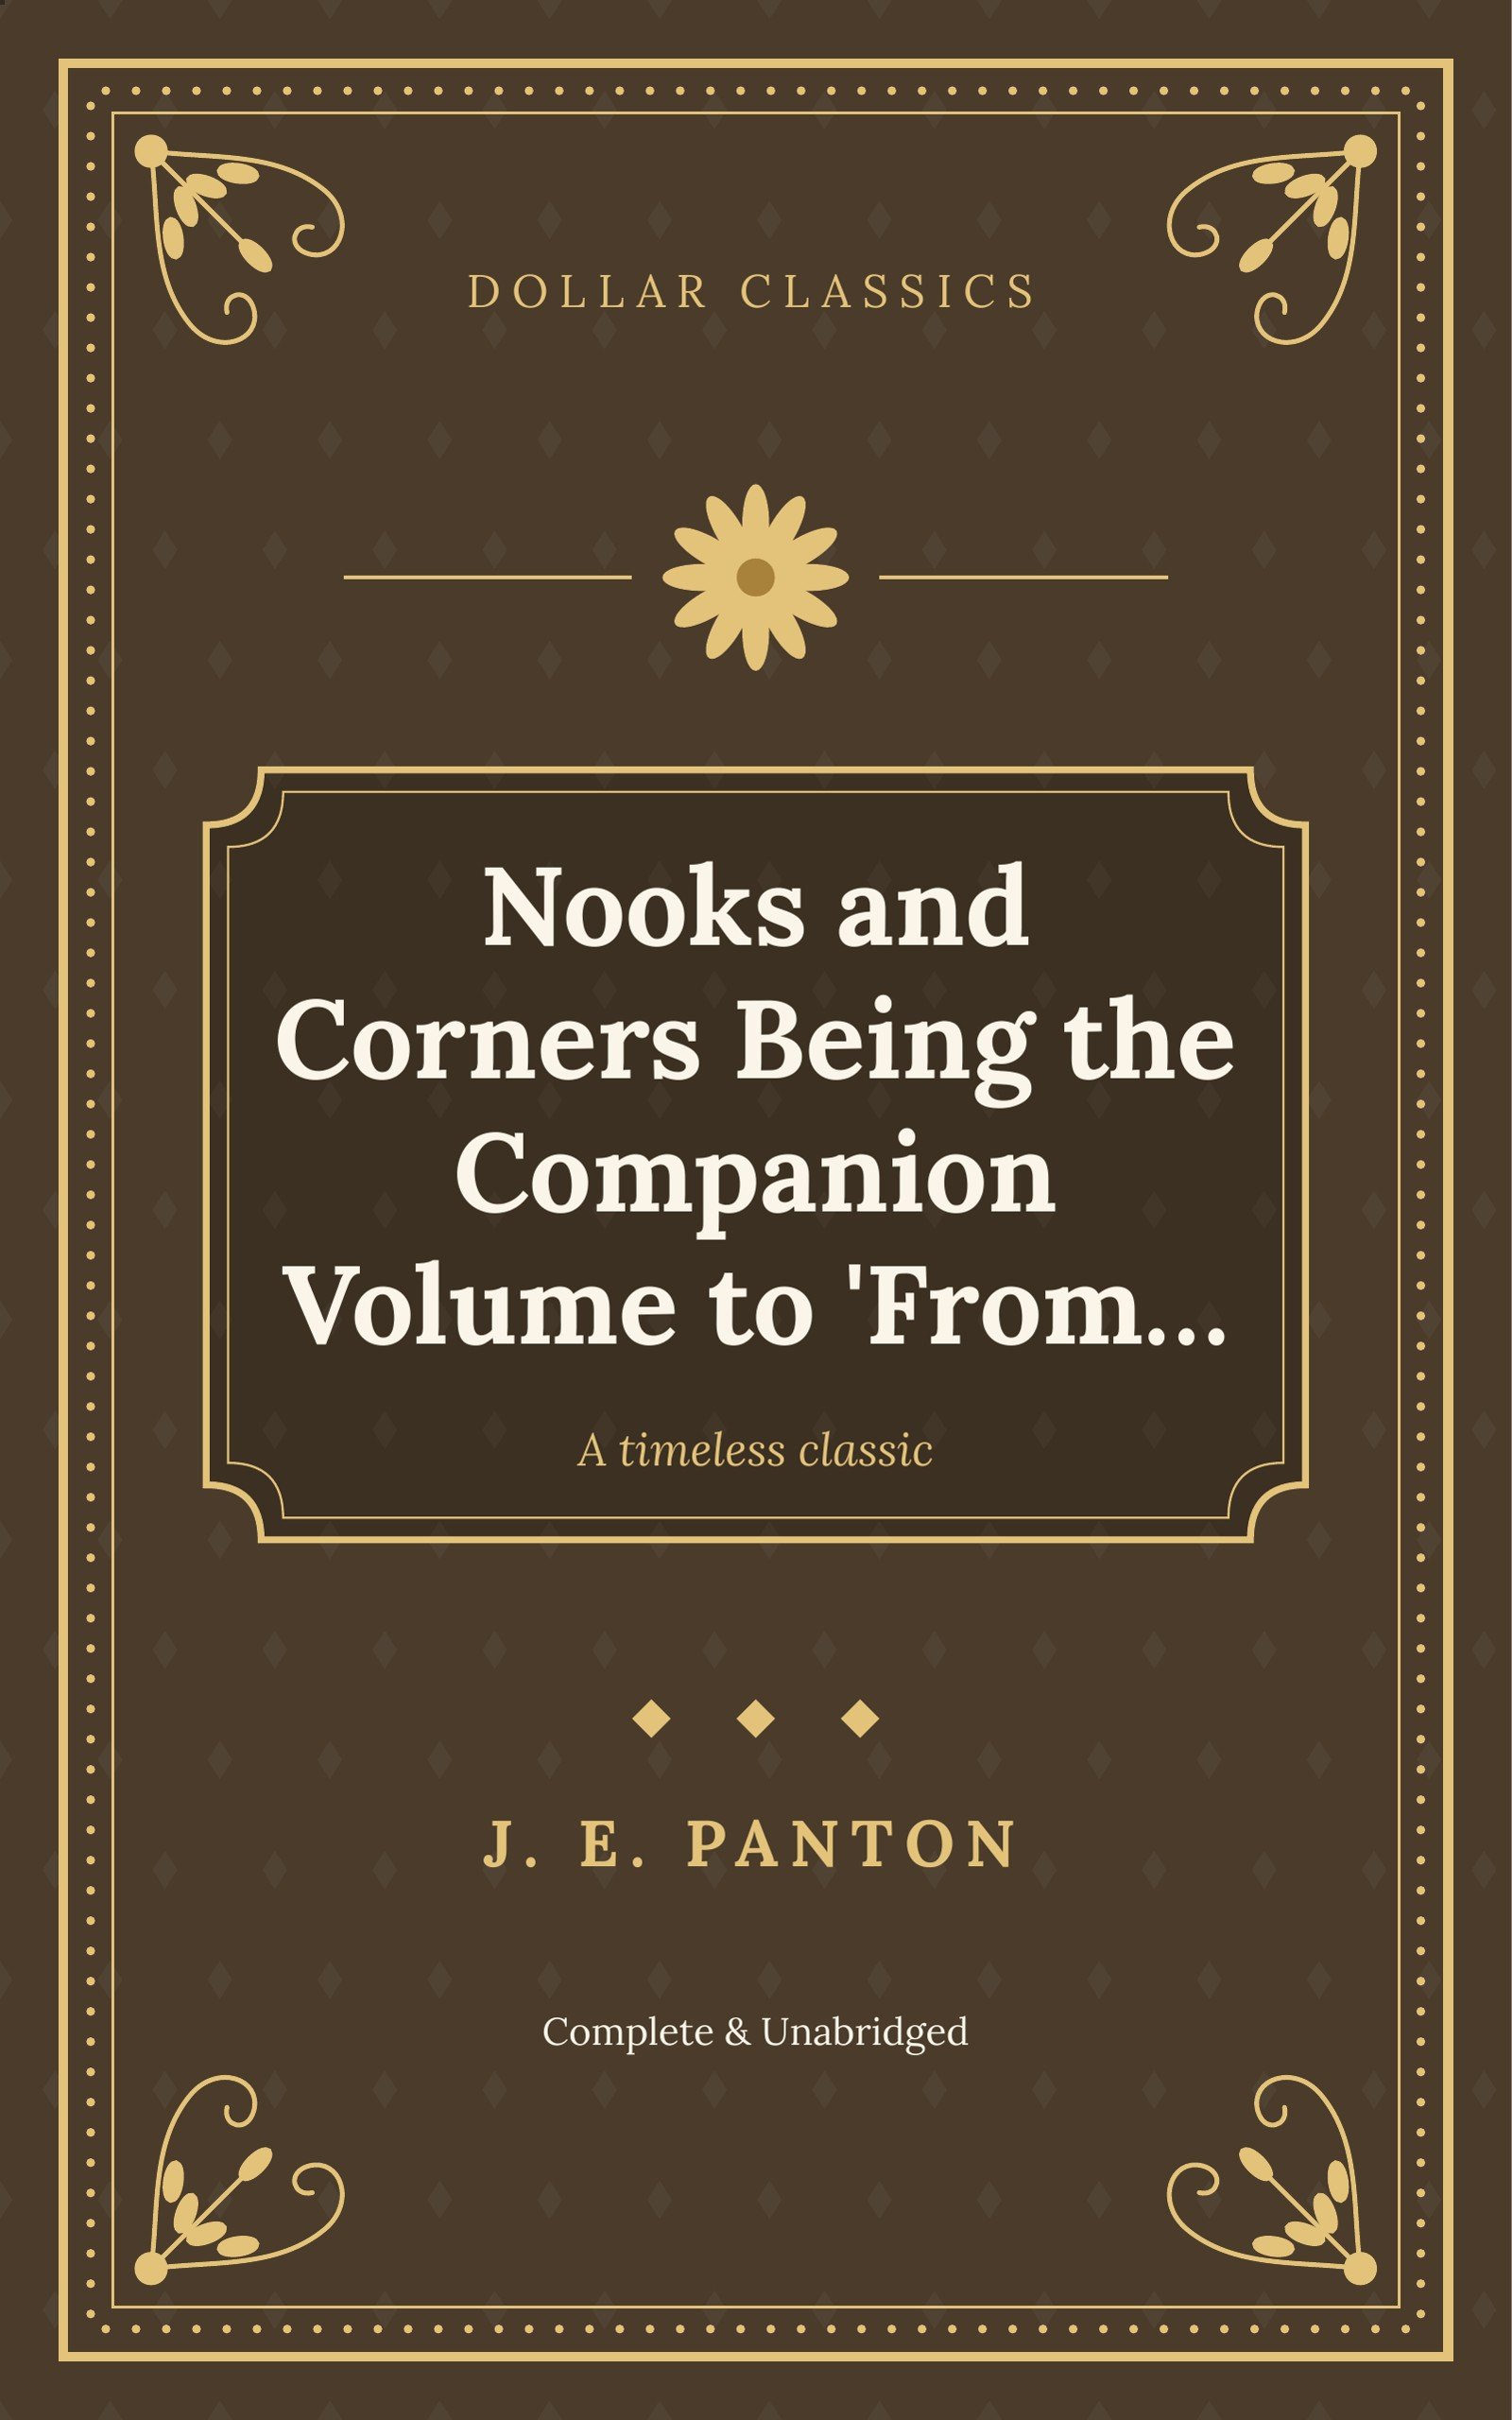 DOLLAR CLASSICS
Nooks and
Corners Being the
Companion
Volume to 'From...
A timeless classic
J. E. PANTON
Complete & Unabridged